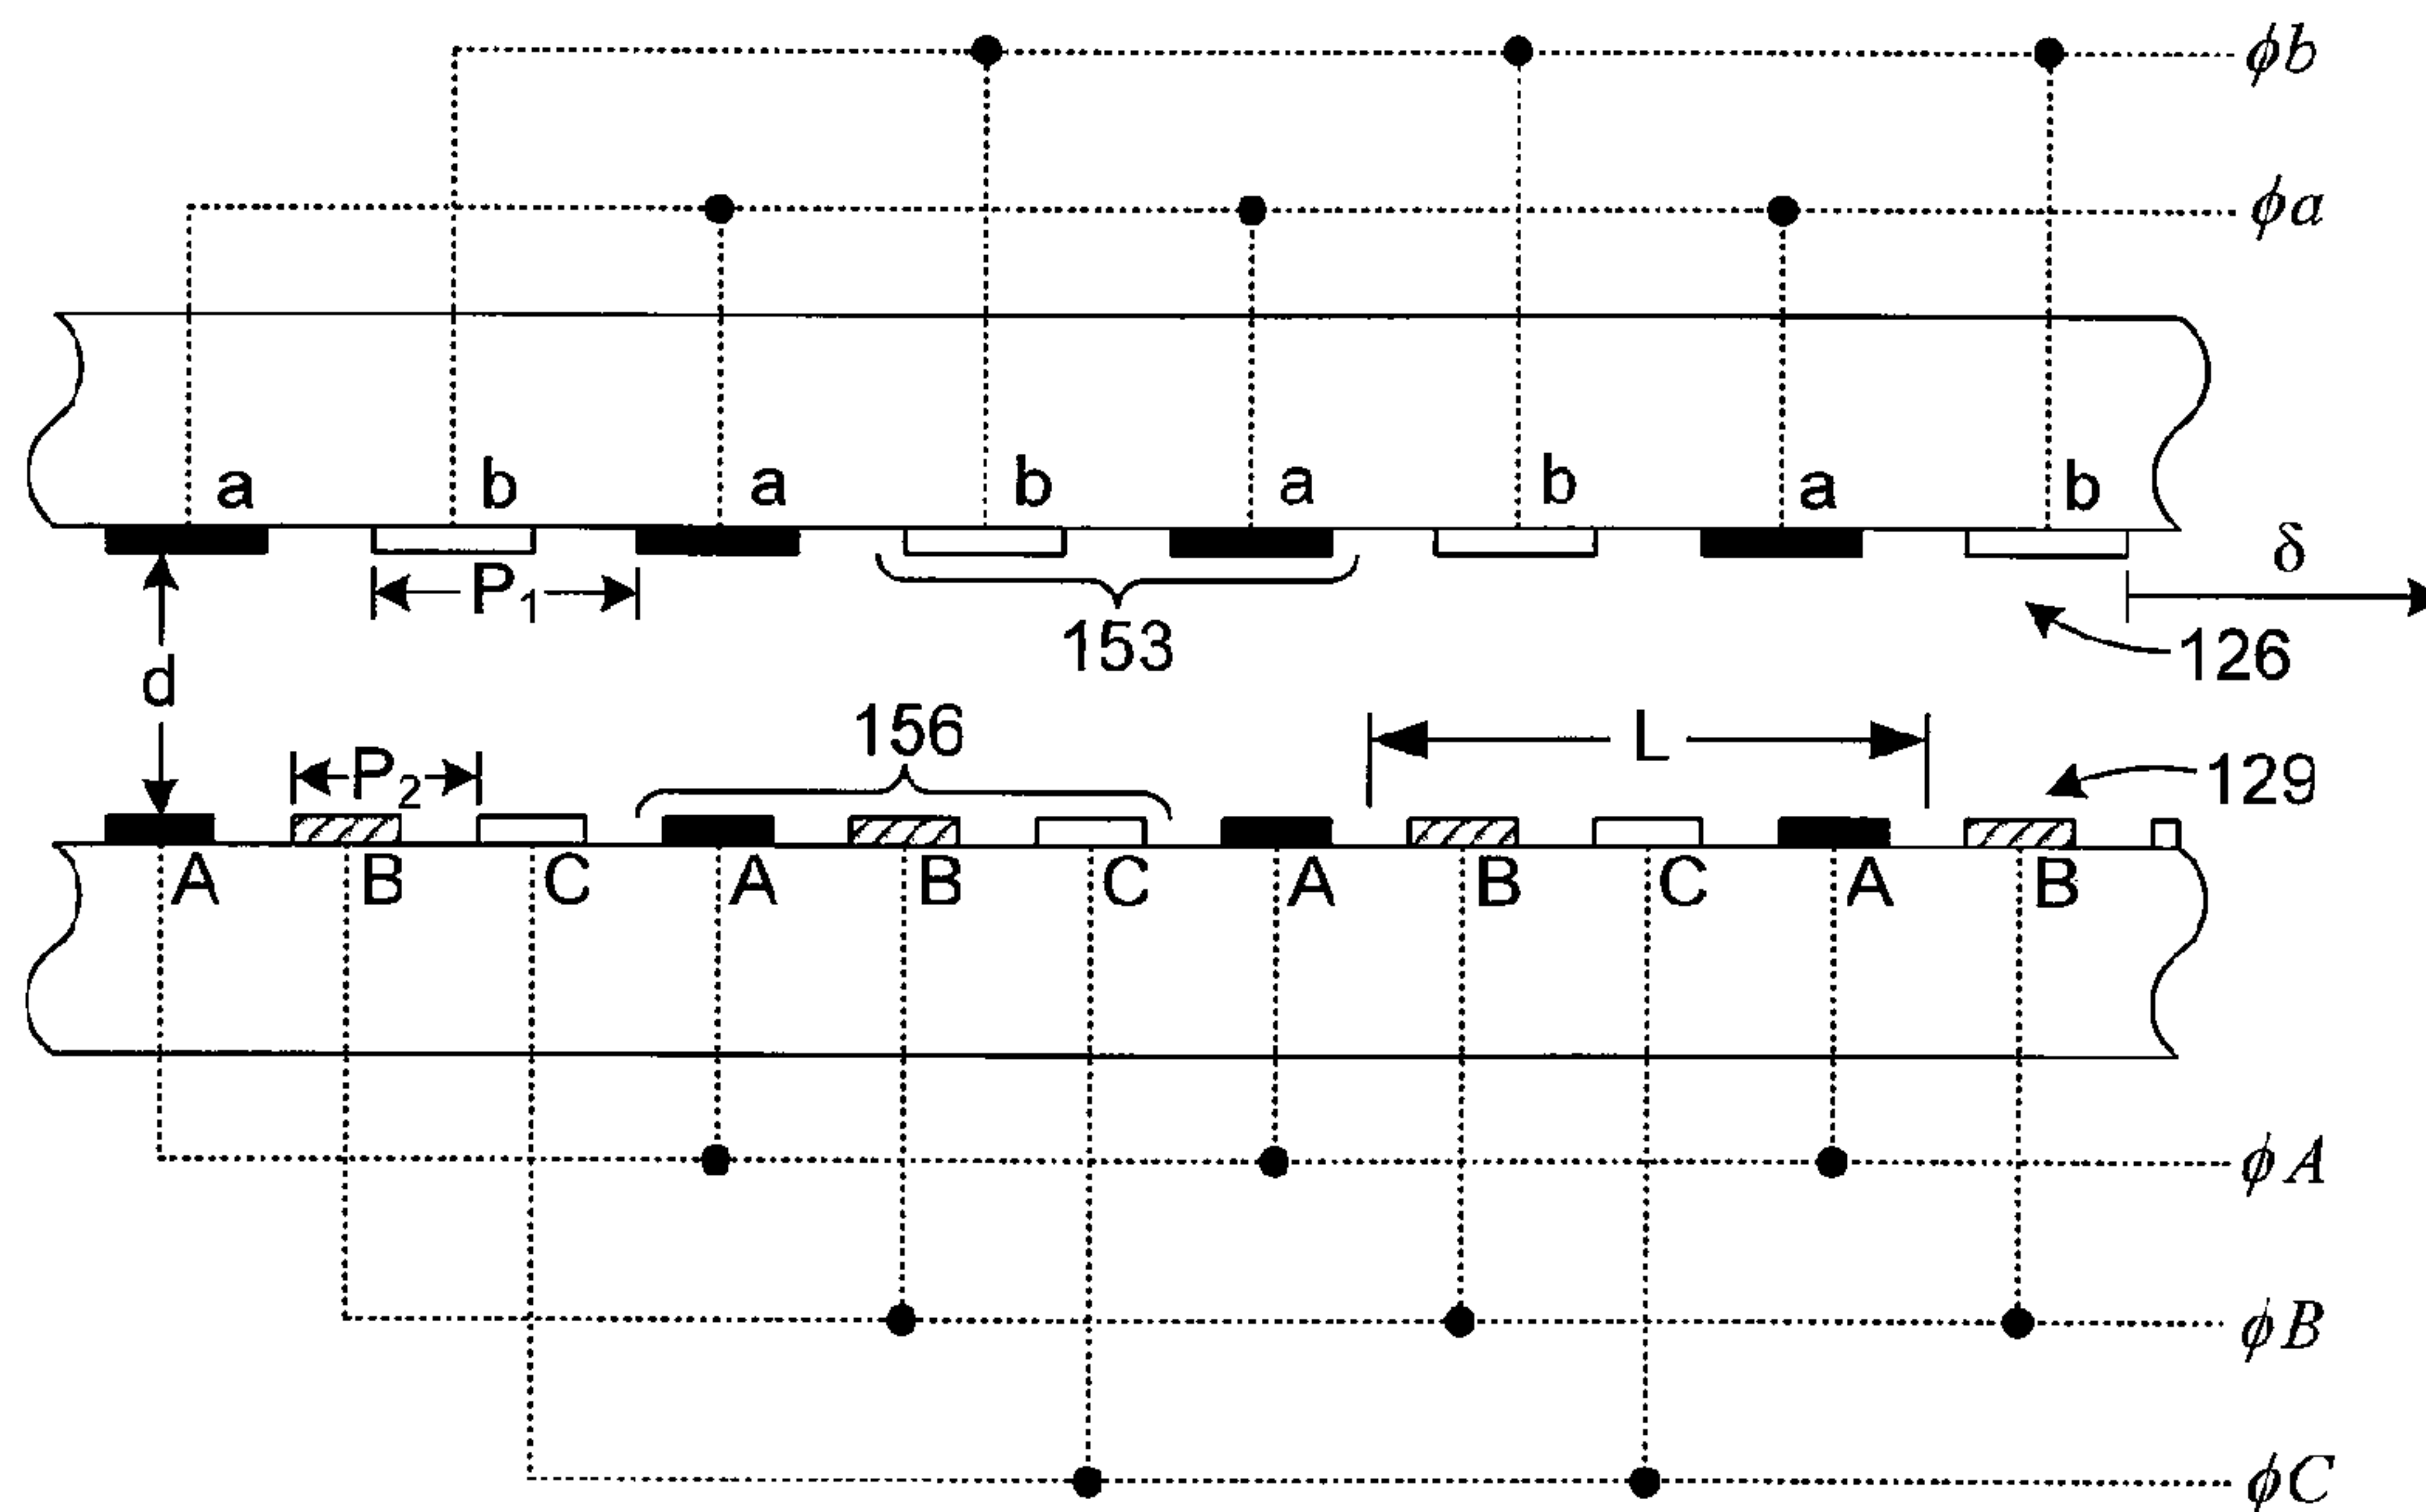 ϕb
ϕa
a b a b a b a b
P₁
δ
153
126
d
156
L
P₂
129
A B C A B C A B C A B
ϕA
ϕB
ϕC